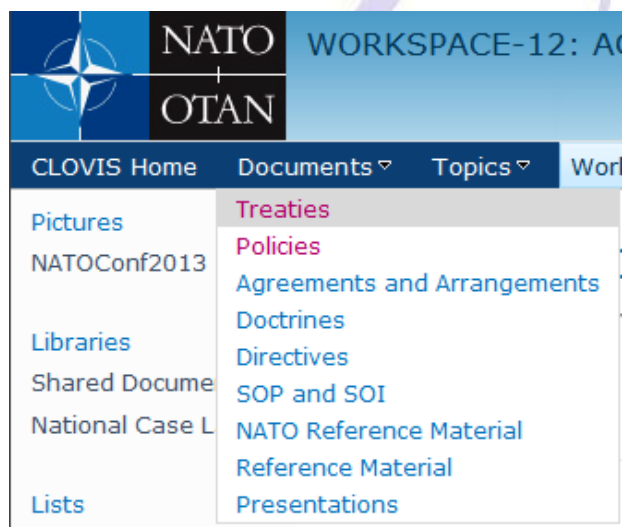 NATO
OTAN
WORKSPACE-12:
CLOVIS Home Documents Topics
Pictures
NATOConf2013
Libraries
Shared
National Case
Lists
Treaties
Policies
Agreements and Arrangements
Doctrines
Directives
SOP and SOI
NATO Reference Material
Reference Material
Presentations